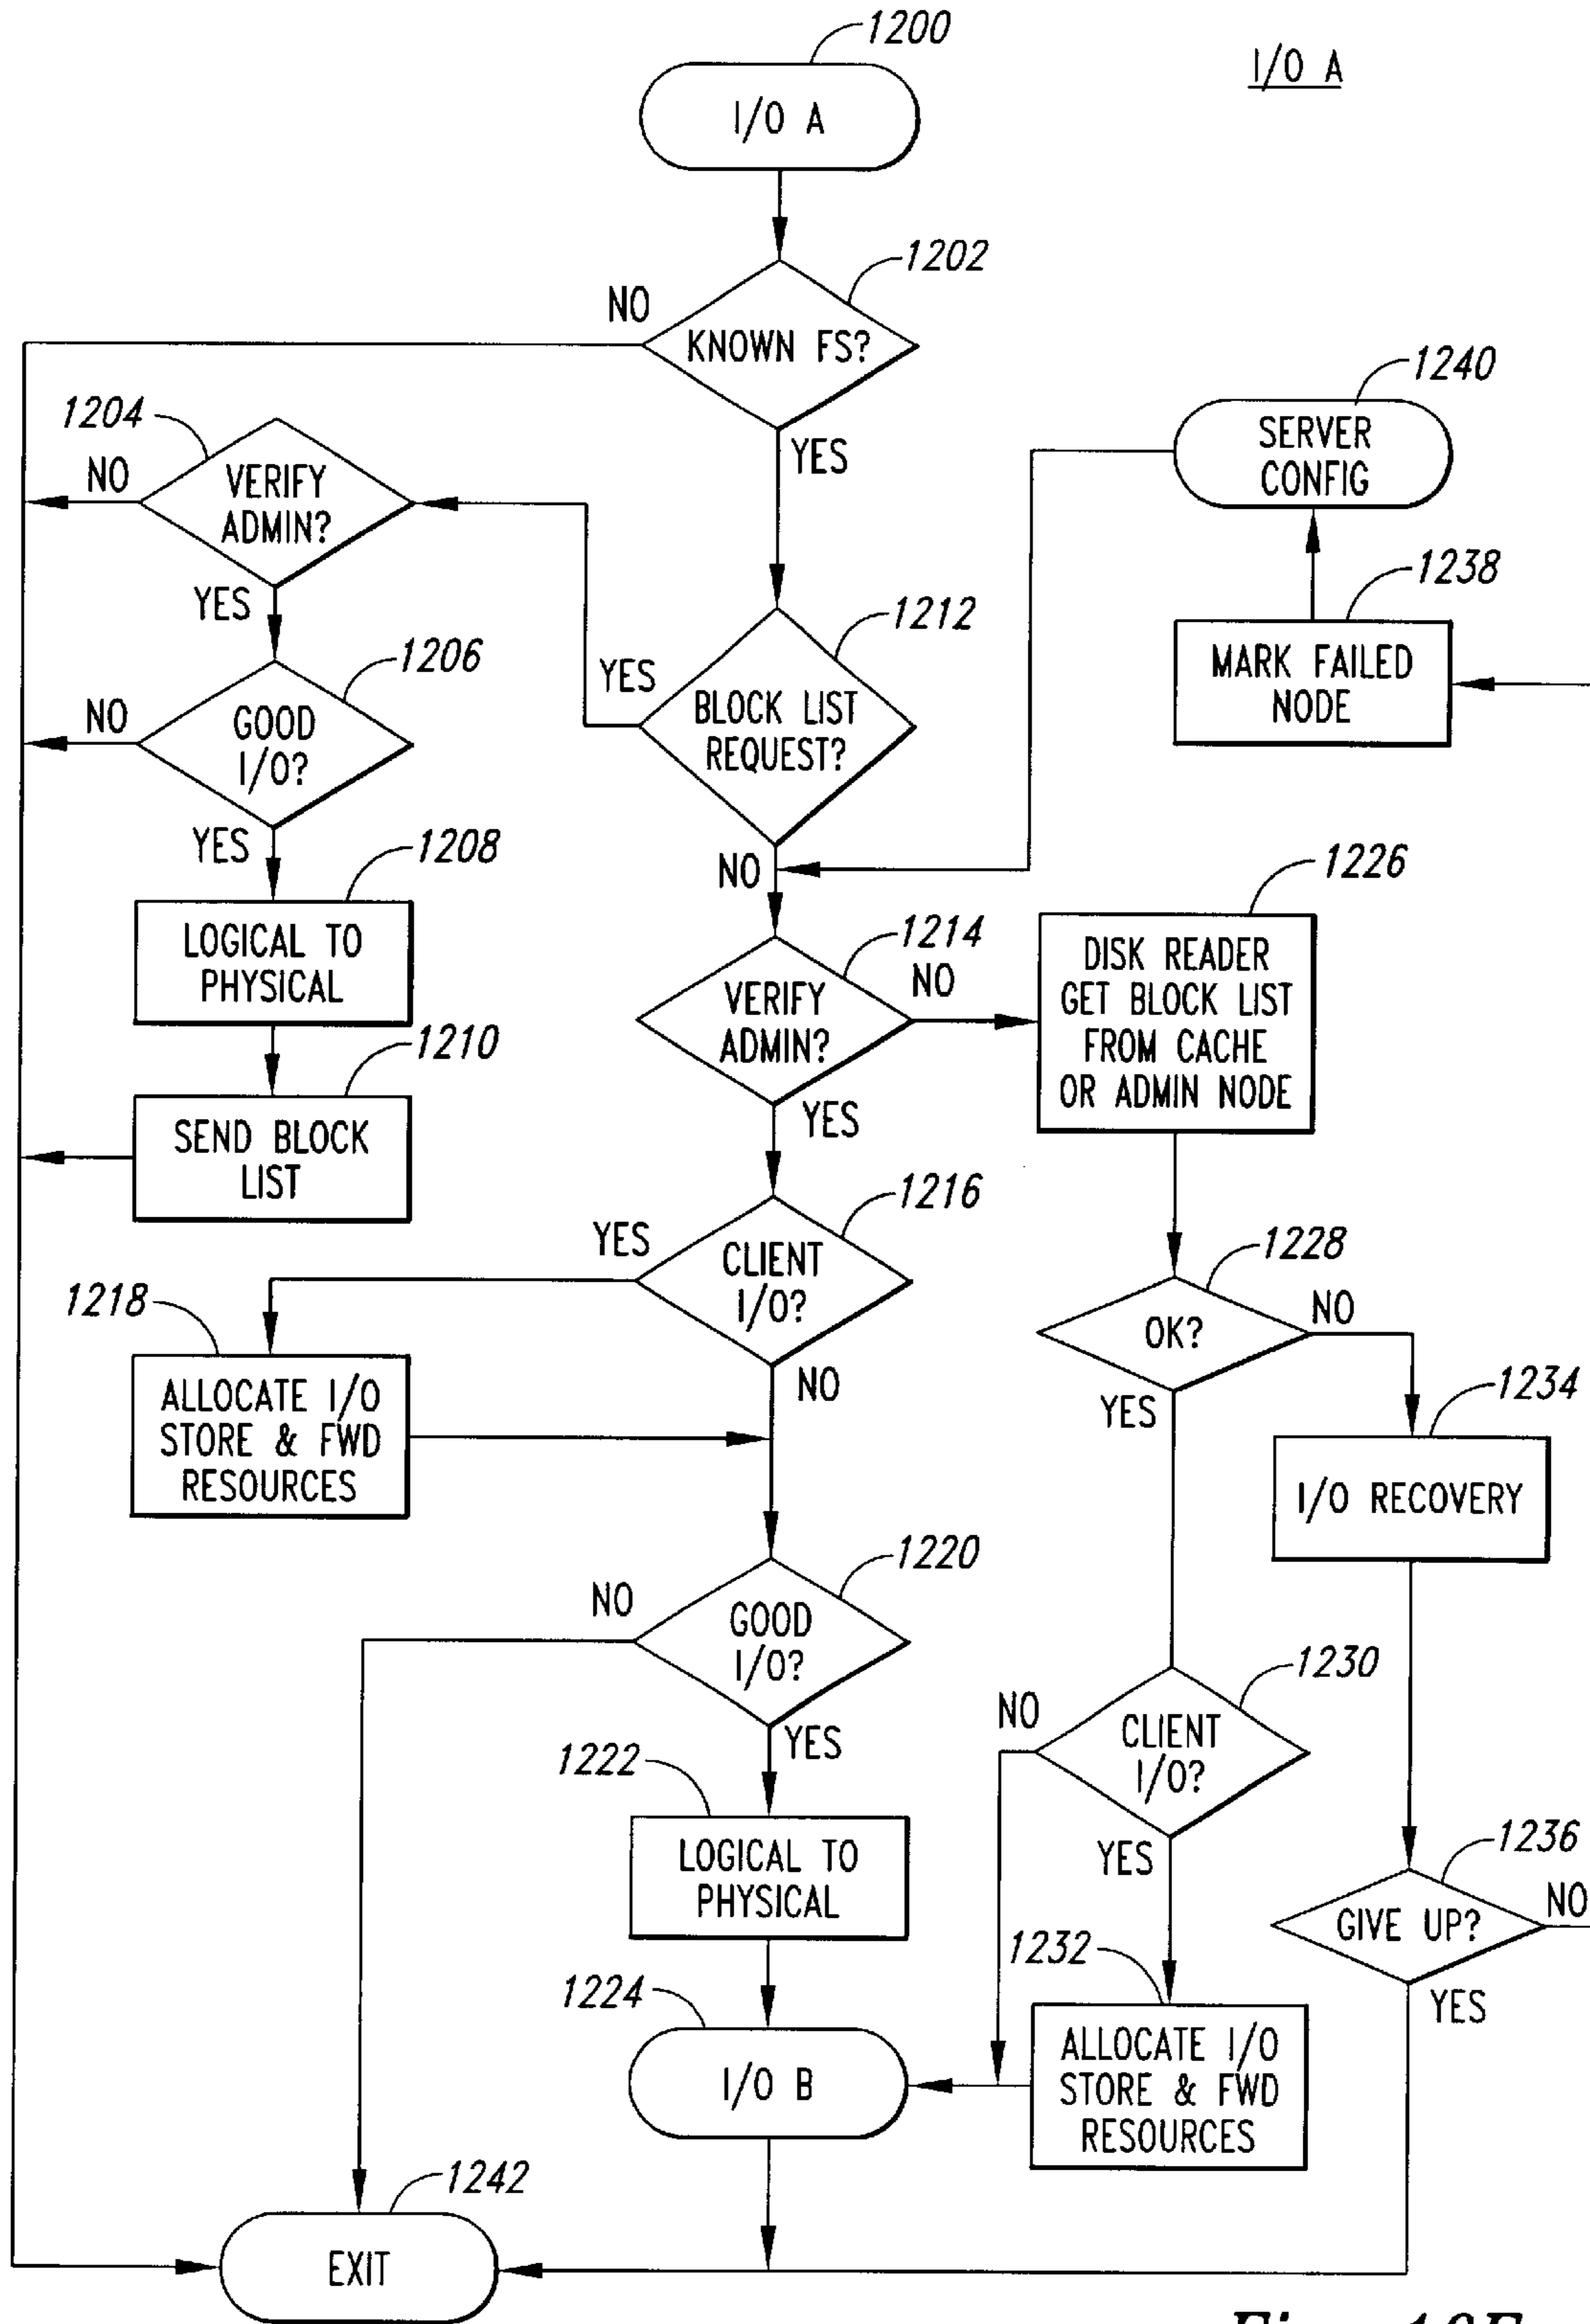 1200
I/O A
I/O A
1202
NO
KNOWN FS?
YES
1240
SERVER
CONFIG
1204
NO
VERIFY
ADMIN?
YES
1238
MARK FAILED
NODE
1212
YES
BLOCK LIST
REQUEST?
NO
1206
NO
GOOD
I/O?
YES
1208
LOGICAL TO
PHYSICAL
1210
SEND BLOCK
LIST
1214
NO
VERIFY
ADMIN?
YES
1226
DISK READER
GET BLOCK LIST
FROM CACHE
OR ADMIN NODE
1216
YES
CLIENT
I/O?
NO
1218
ALLOCATE I/O
STORE & FWD
RESOURCES
1228
NO
OK?
YES
1234
I/O RECOVERY
1220
NO
GOOD
I/O?
YES
1230
NO
CLIENT
I/O?
YES
1222
LOGICAL TO
PHYSICAL
1236
NO
GIVE UP?
YES
1224
I/O B
1232
ALLOCATE I/O
STORE & FWD
RESOURCES
1242
EXIT